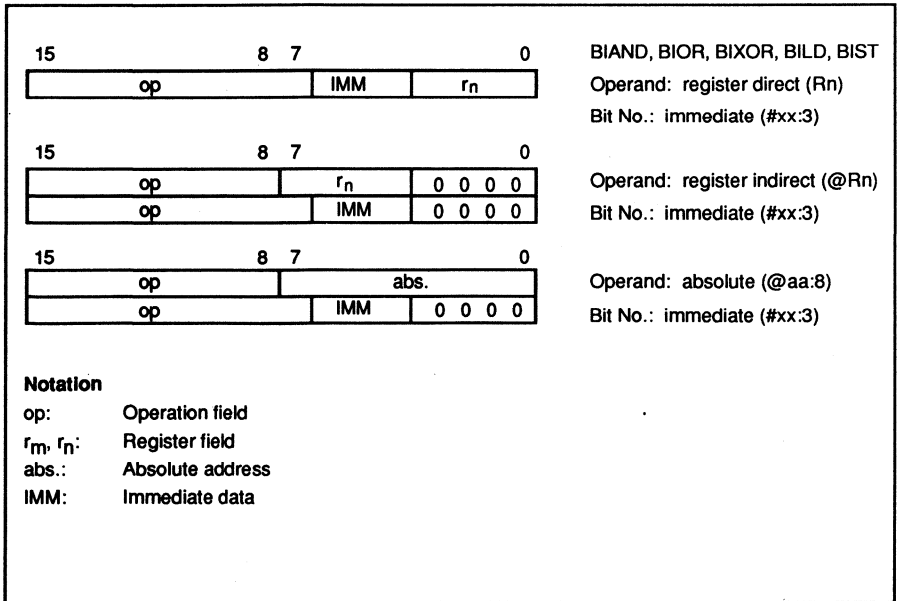 15 8 7 0 BIAND, BIOR, BIXOR, BILD, BIST
op IMM rn Operand: register direct (Rn)
Bit No.: immediate (#xx:3)
15 8 7 0
op rn 0 0 0 0 Operand: register indirect (@Rn)
op IMM 0 0 0 0 Bit No.: immediate (#xx:3)
15 8 7 0
op abs. Operand: absolute (@aa:8)
op IMM 0 0 0 0 Bit No.: immediate (#xx:3)
Notation
op: Operation field
rm, rn: Register field
abs.: Absolute address
IMM: Immediate data